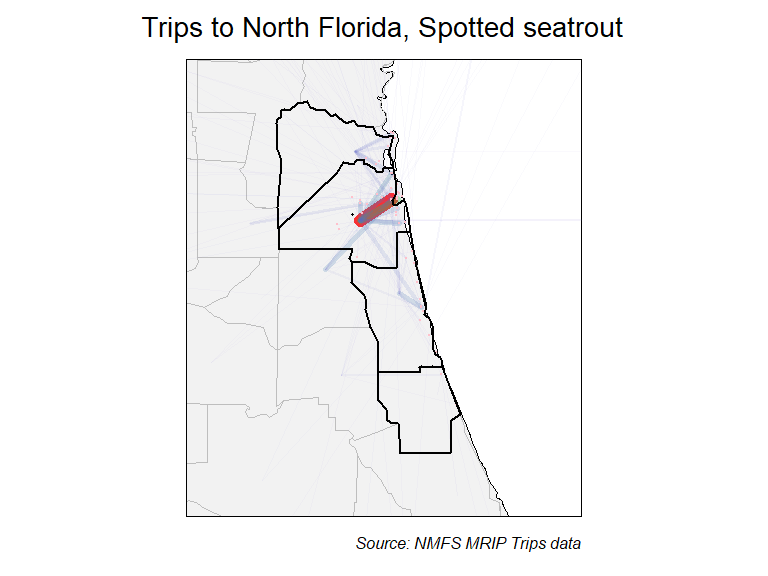 Trips to North Florida, Spotted seatrout
Source: NMFS MRIP Trips data